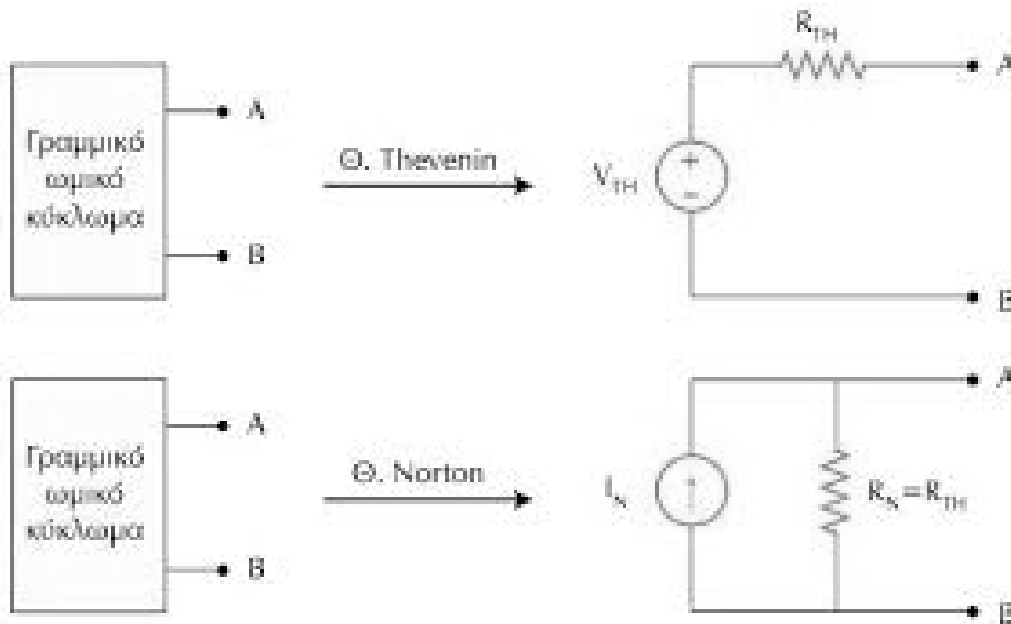 R_TH
A
A
Γραμμικό
ωμικό
κύκλωμα
Θ. Thevenin
V_TH
+
−
B
B
A
A
Γραμμικό
ωμικό
κύκλωμα
Θ. Norton
I_N
R_N = R_TH
B
B